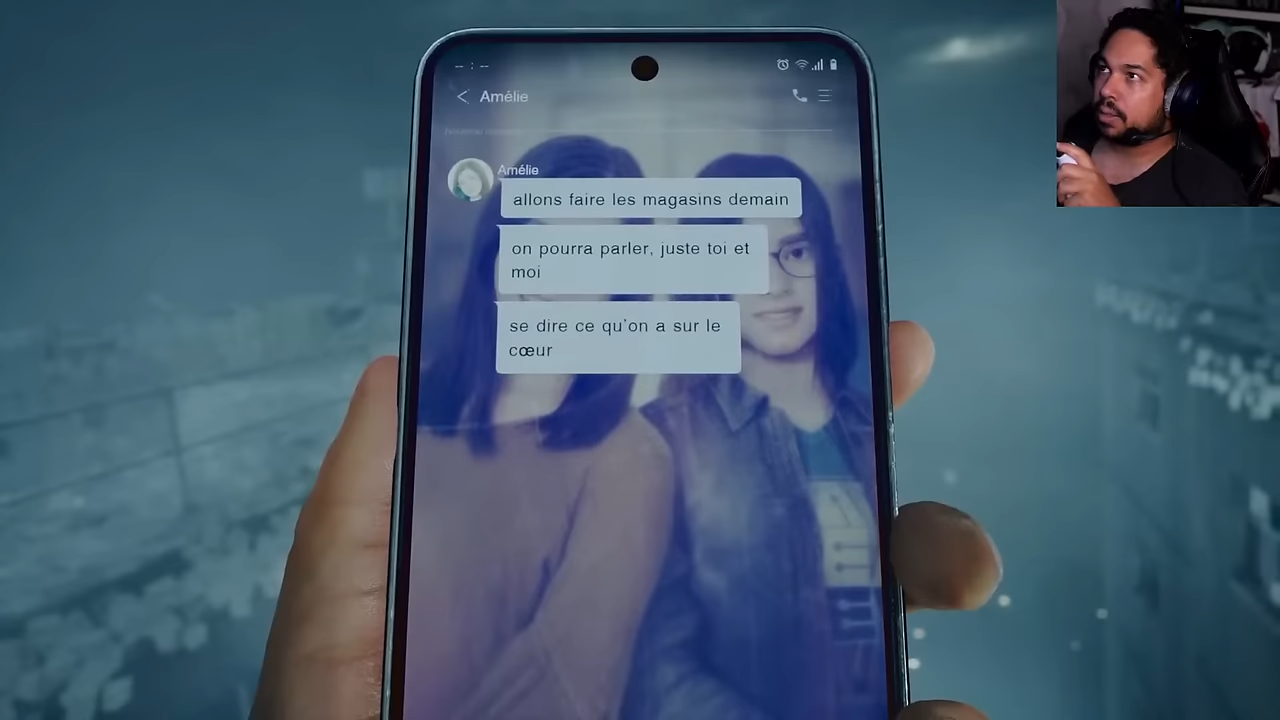 -- : --
Amélie
Amélie
allons faire les magasins demain
on pourra parler, juste toi et
moi
se dire ce qu'on a sur le
cœur